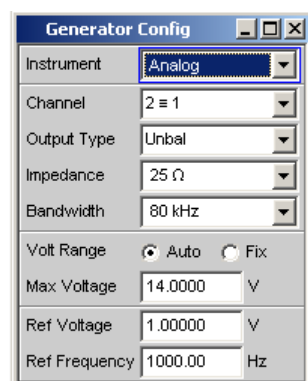 Generator Config
Instrument Analog
Channel 2 ≡ 1
Output Type Unbal
Impedance 25 Ω
Bandwidth 80 kHz
Volt Range Auto Fix
Max Voltage 14.0000 V
Ref Voltage 1.00000 V
Ref Frequency 1000.00 Hz